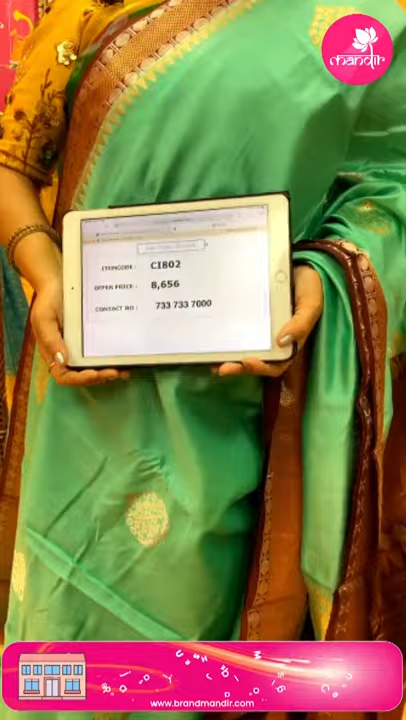 mandir
ITEMCODE : CI802
OFFER PRICE : 8,656
CONTACT NO : 733 733 7000
www.brandmandir.com